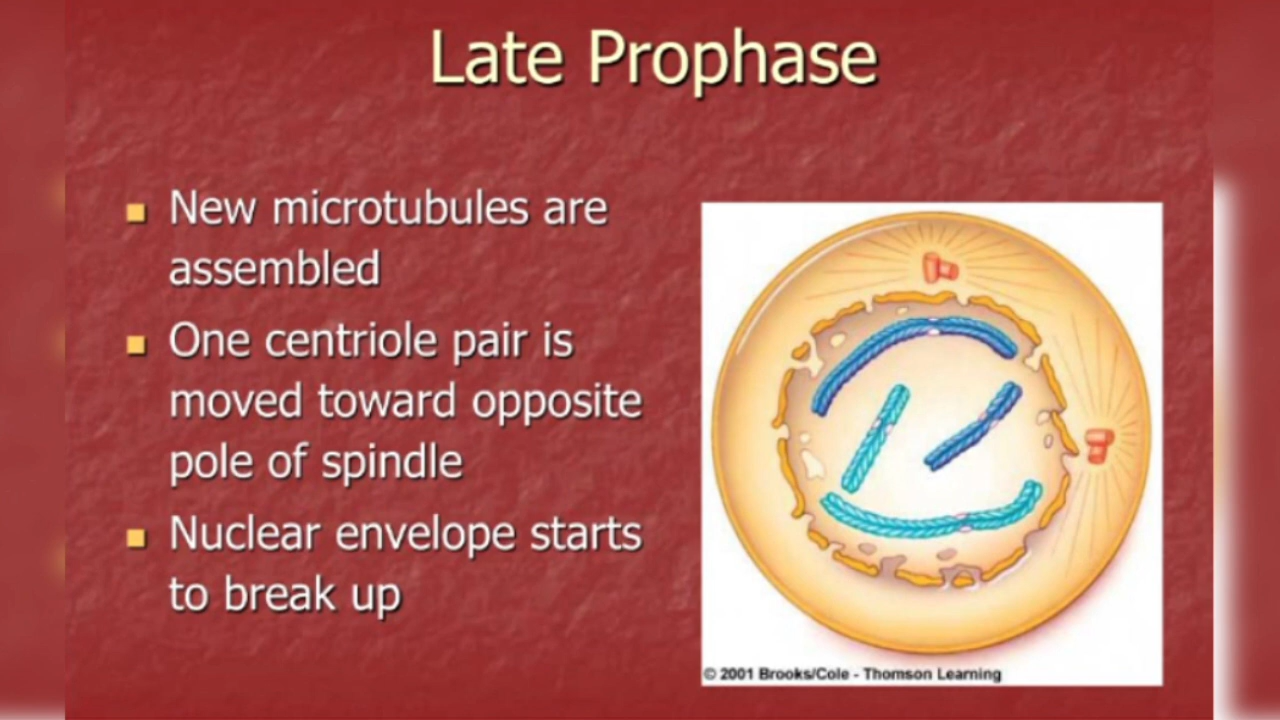 Late Prophase
New microtubules are
assembled
One centriole pair is
moved toward opposite
pole of spindle
Nuclear envelope starts
to break up
© 2001 Brooks/Cole - Thomson Learning